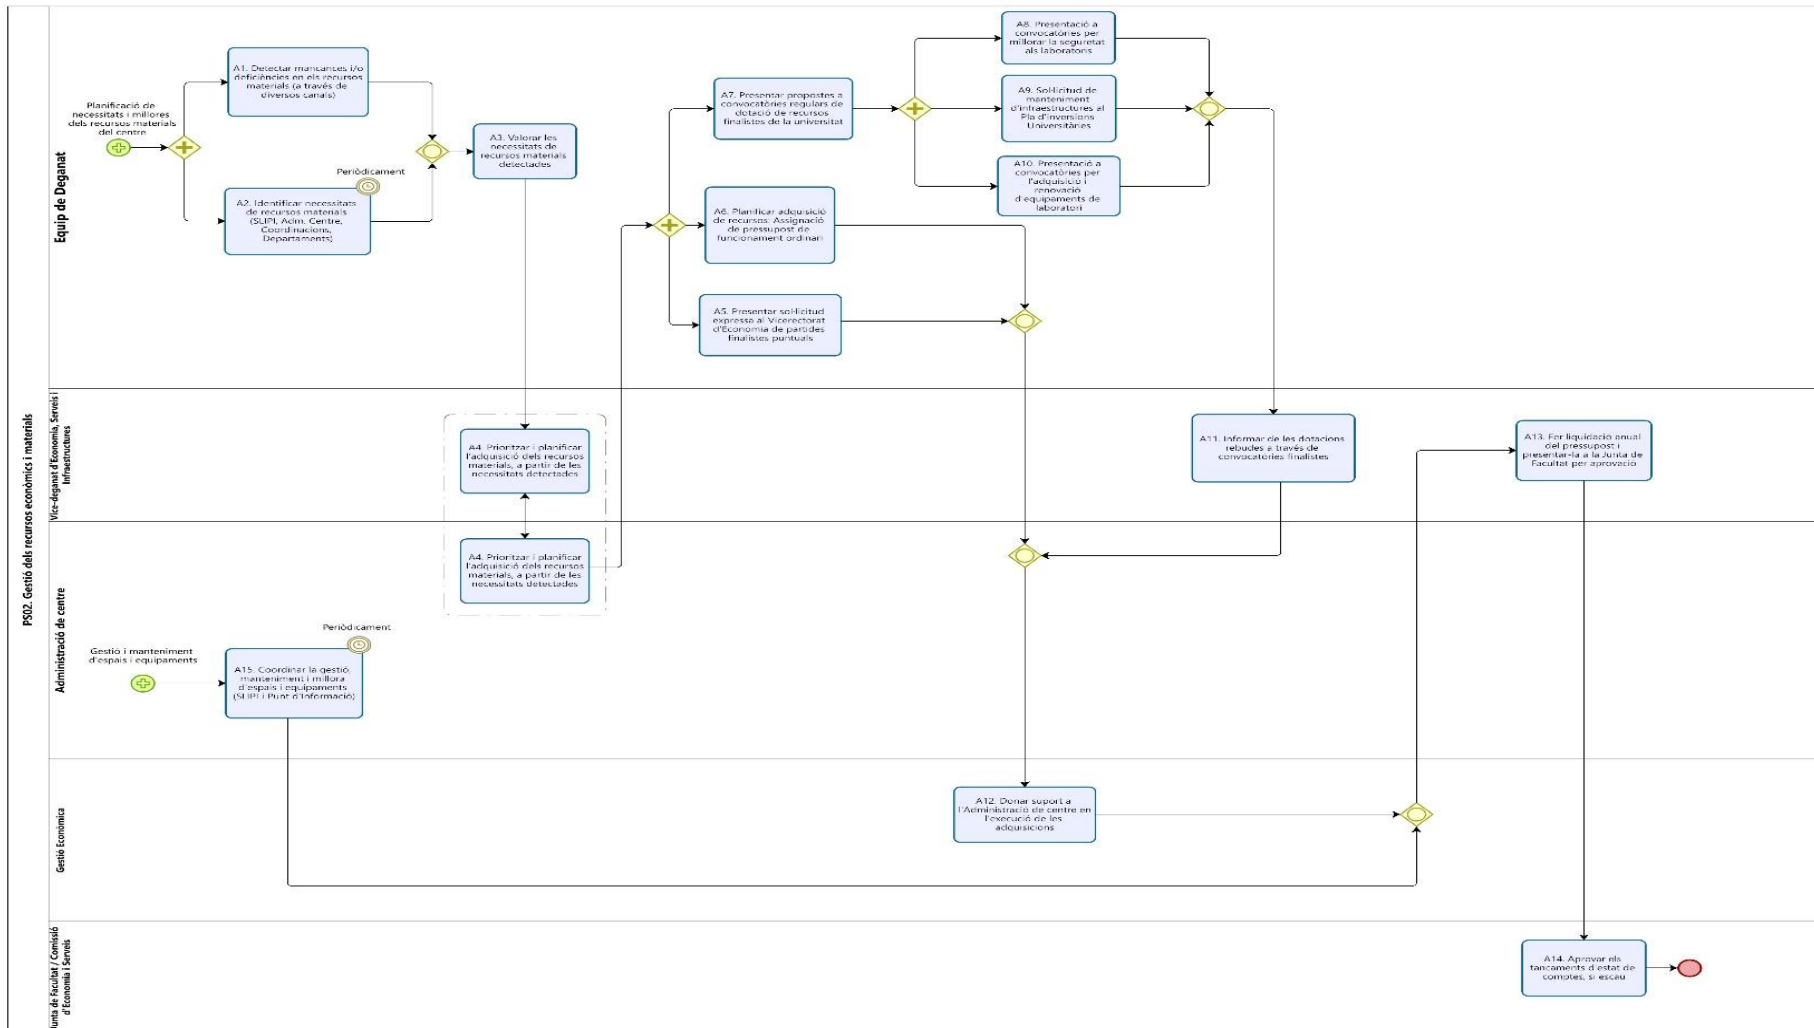 PS02. Gestió dels recursos econòmics i materials
Equip de Deganat
Planificació de
necessitats i millores
dels recursos materials
del centre
A1. Detectar mancances i/o
deficiències en els recursos
materials (a través de
diversos canals)
Periòdicament
A2. Identificar necessitats
de recursos materials
(SLIPI, Adm. Centre,
Coordinacions,
Departaments)
A3. Valorar les
necessitats de
recursos materials
detectades
A7. Presentar propostes a
convocatòries regulars de
dotació de recursos
finalistes de la universitat
A6. Planificar adquisició
de recursos: Assignació
de pressupost de
funcionament ordinari
A5. Presentar sol·licitud
expressa al Vicerectorat
d'Economia de partides
finalistes puntuals
A8. Presentació a
convocatòries per
millorar la seguretat
als laboratoris
A9. Sol·licitud de
manteniment
d'infraestructures al
Pla d'inversions
Universitàries
A10. Presentació a
convocatòries per
l'adquisició i
renovació
d'equipaments de
laboratori
Vice-deganat d'Economia, Serveis i
Infraestructures
A4. Prioritzar i planificar
l'adquisició dels recursos
materials, a partir de les
necessitats detectades
A11. Informar de les dotacions
rebudes a través de
convocatòries finalistes
A13. Fer liquidació anual
del pressupost i
presentar-la a la Junta de
Facultat per aprovació
Administració de centre
A4. Prioritzar i planificar
l'adquisició dels recursos
materials, a partir de les
necessitats detectades
Gestió i manteniment
d'espais i equipaments
Periòdicament
A15. Coordinar la gestió,
manteniment i millora
d'espais i equipaments
(SLIPI i Punt d'Informació)
Gestió Econòmica
A12. Donar suport a
l'Administració de centre en
l'execució de les
adquisicions
Junta de Facultat / Comissió
d'Economia i Serveis
A14. Aprovar els
tancaments d'estat de
comptes, si escau